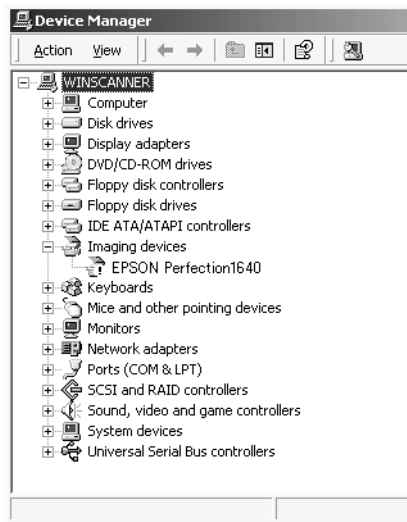 Device Manager
Action View
WINSCANNER
Computer
Disk drives
Display adapters
DVD/CD-ROM drives
Floppy disk controllers
Floppy disk drives
IDE ATA/ATAPI controllers
Imaging devices
EPSON Perfection1640
Keyboards
Mice and other pointing devices
Monitors
Network adapters
Ports (COM & LPT)
SCSI and RAID controllers
Sound, video and game controllers
System devices
Universal Serial Bus controllers